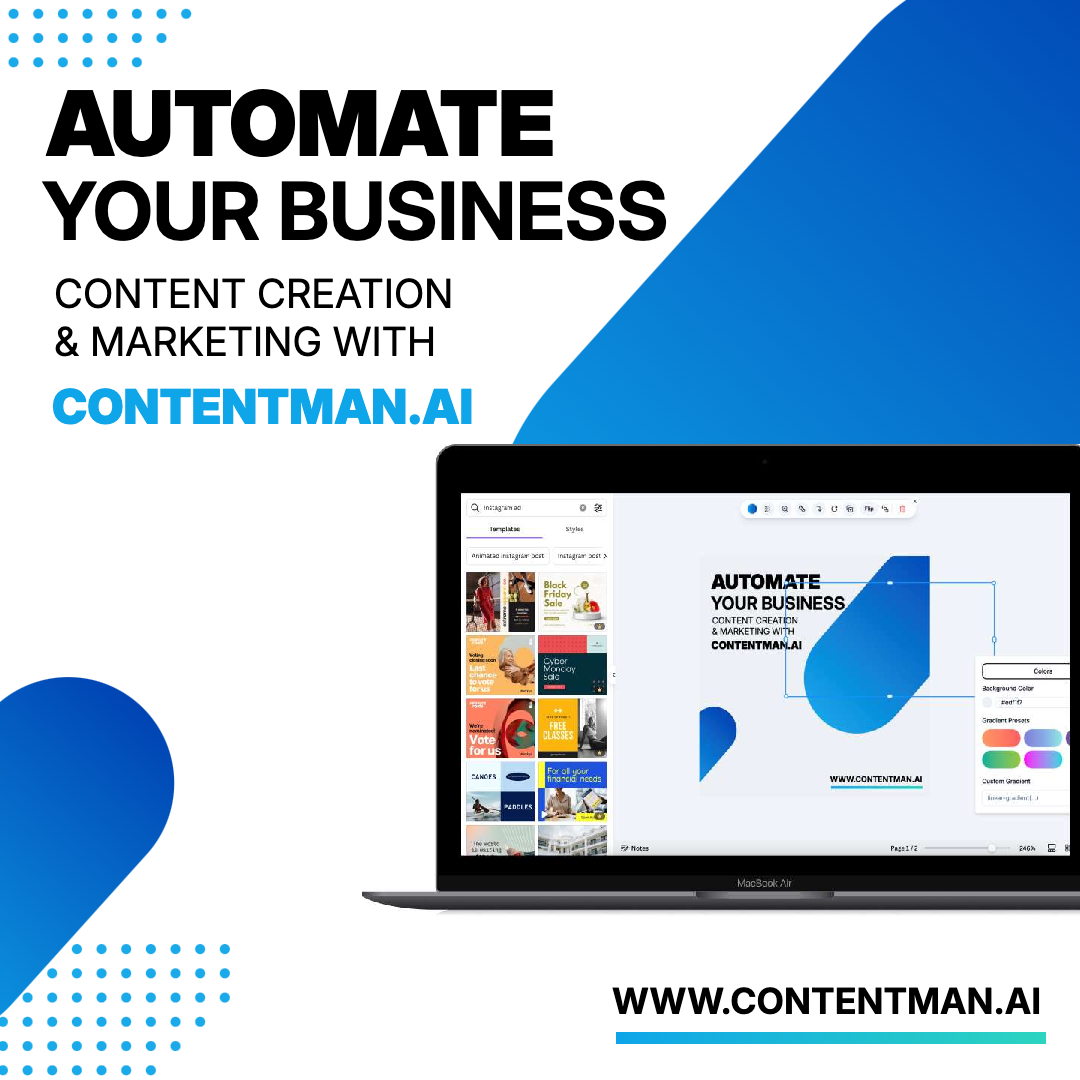 AUTOMATE
YOUR BUSINESS
CONTENT CREATION
& MARKETING WITH
CONTENTMAN.AI
instagram ad
Templates
Styles
Animated instagram post
instagram post
Black
Friday
Sale
Last
chance
to vote
for us
Cyber
Monday
Sale
We're
nominated!
Vote
for us
FREE
CLASSES
CANOES
PADDLES
For all your
financial needs
Flip
AUTOMATE
YOUR BUSINESS
CONTENT CREATION
& MARKETING WITH
CONTENTMAN.AI
WWW.CONTENTMAN.AI
Colors
Background Color
Gradient Presets
Custom Gradient
Notes
Page 1 / 2
246%
MacBook Air
WWW.CONTENTMAN.AI